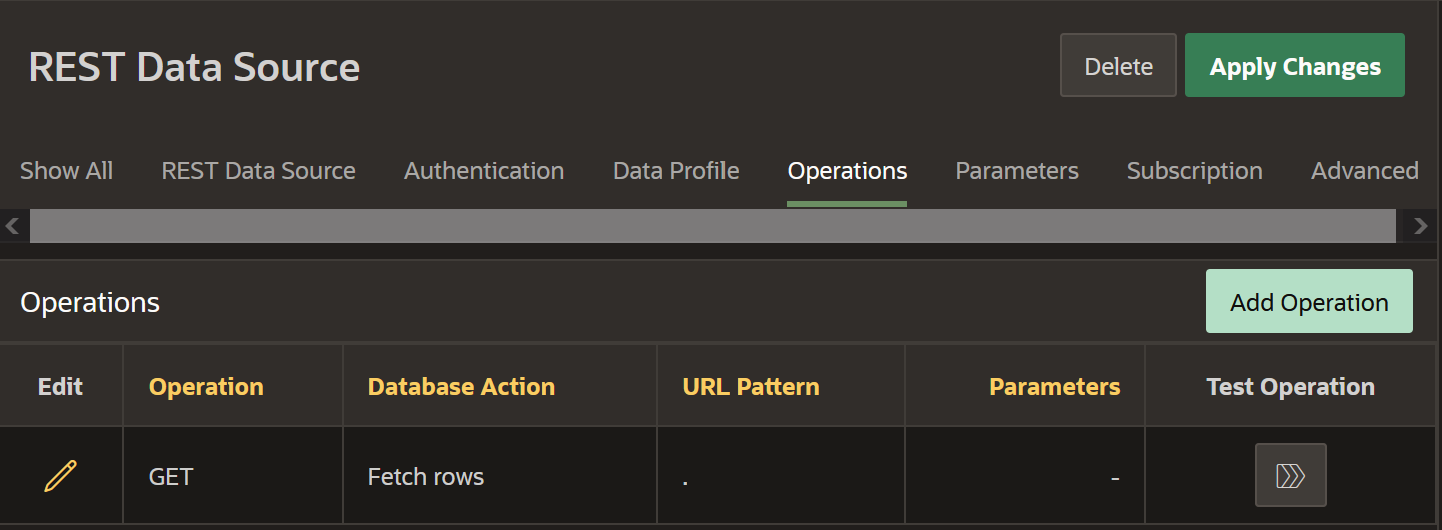 REST Data Source
Delete
Apply Changes
Show All REST Data Source Authentication Data Profile Operations Parameters Subscription Advanced
Operations
Add Operation
Edit Operation Database Action URL Pattern Parameters Test Operation
GET Fetch rows . -